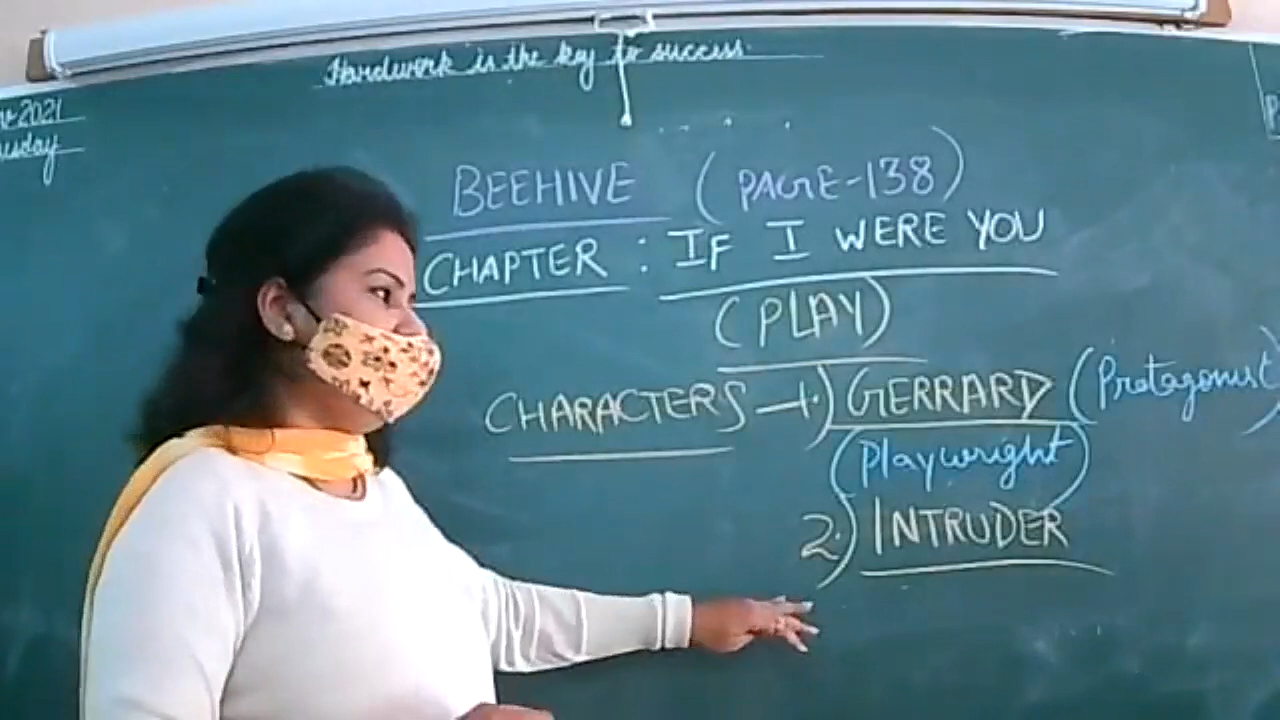 Hardwork is the key to success.
2021
BEEHIVE (PAGE-138)
CHAPTER : IF I WERE YOU
(PLAY)
CHARACTERS - 1.) GERRARD (Protagonist)
(Playwright)
2.) INTRUDER